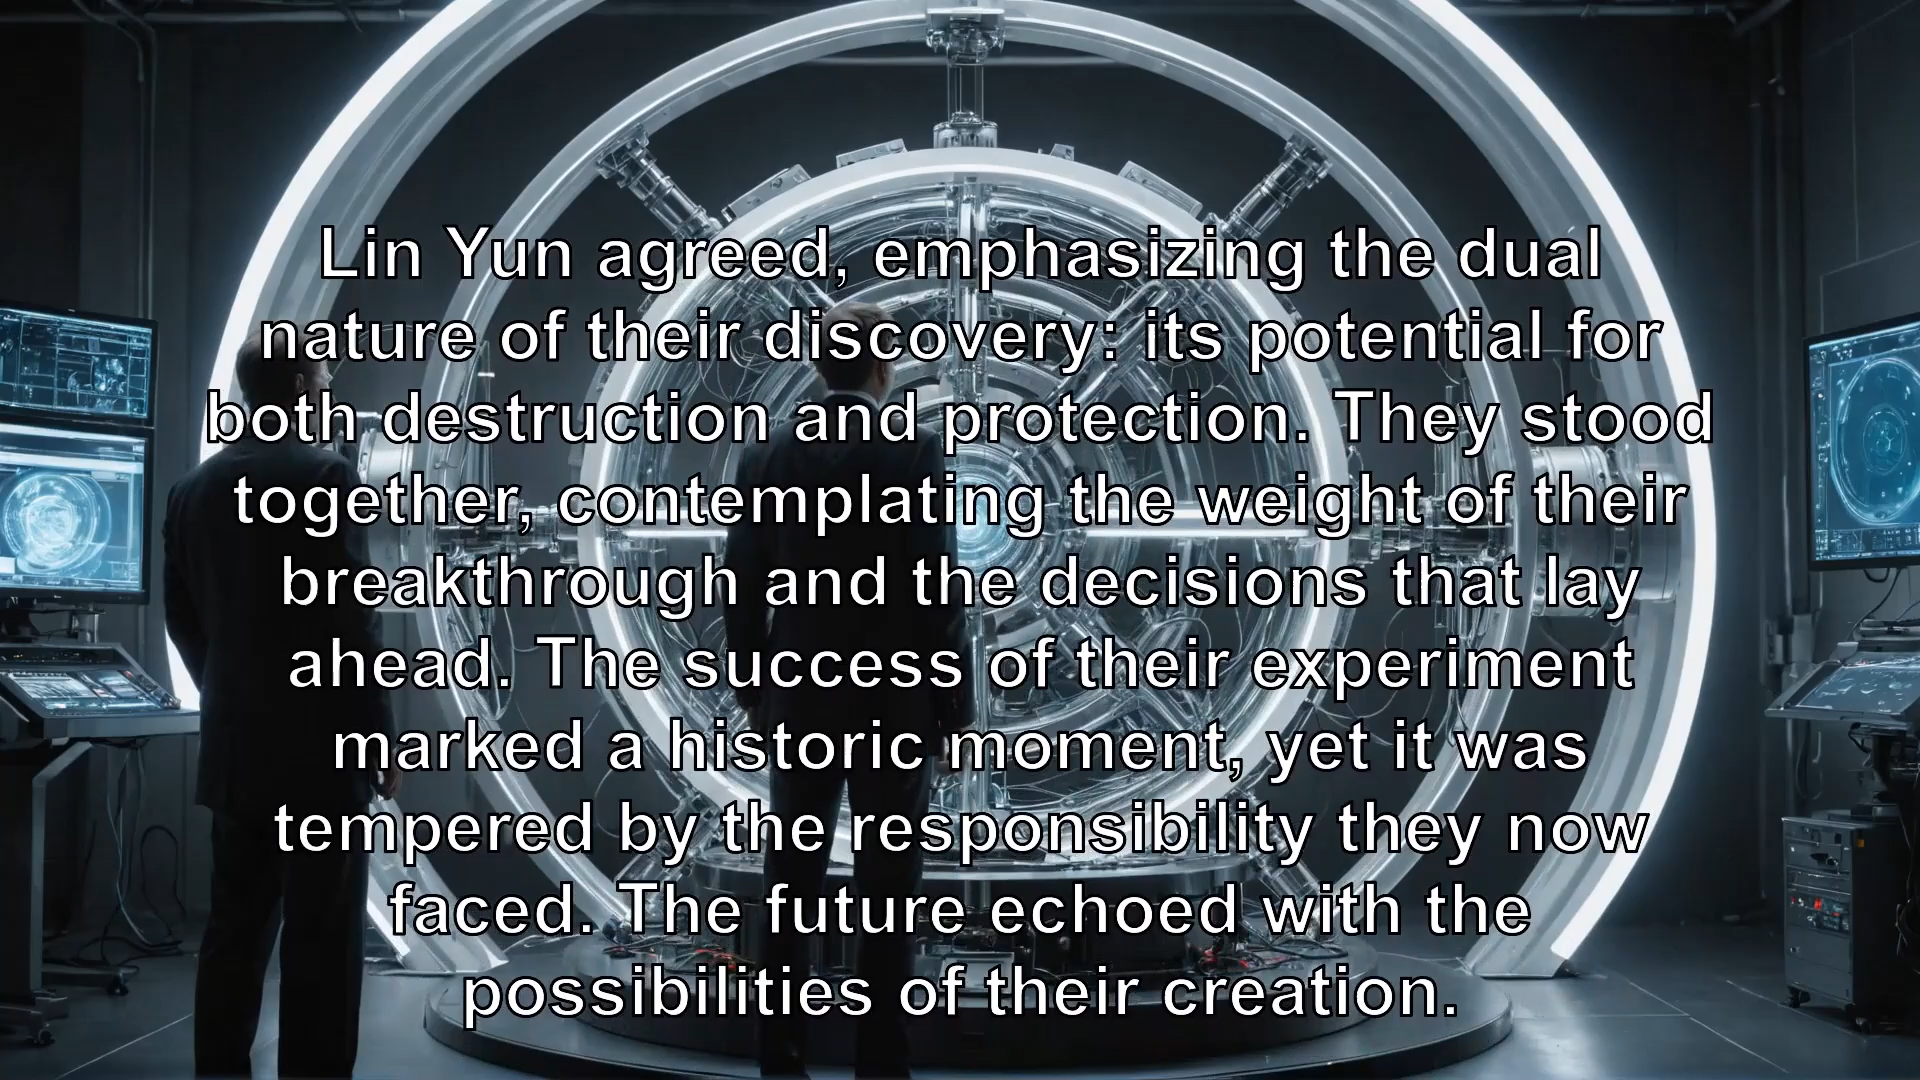 Lin Yun agreed, emphasizing the dual
nature of their discovery: its potential for
both destruction and protection. They stood
together, contemplating the weight of their
breakthrough and the decisions that lay
ahead. The success of their experiment
marked a historic moment, yet it was
tempered by the responsibility they now
faced. The future echoed with the
possibilities of their creation.